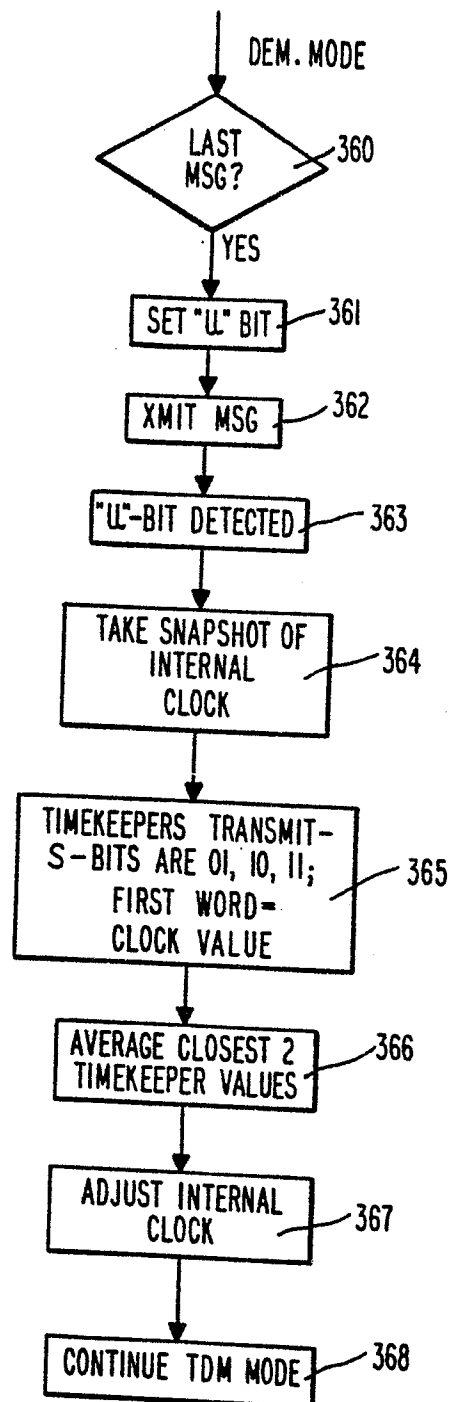 DEM. MODE
LAST
MSG?
360
YES
SET "U" BIT
361
XMIT MSG
362
"U"-BIT DETECTED
363
TAKE SNAPSHOT OF
INTERNAL
CLOCK
364
TIMEKEEPERS TRANSMIT-
S-BITS ARE 01, 10, 11;
FIRST WORD=
CLOCK VALUE
365
AVERAGE CLOSEST 2
TIMEKEEPER VALUES
366
ADJUST INTERNAL
CLOCK
367
CONTINUE TDM MODE
368